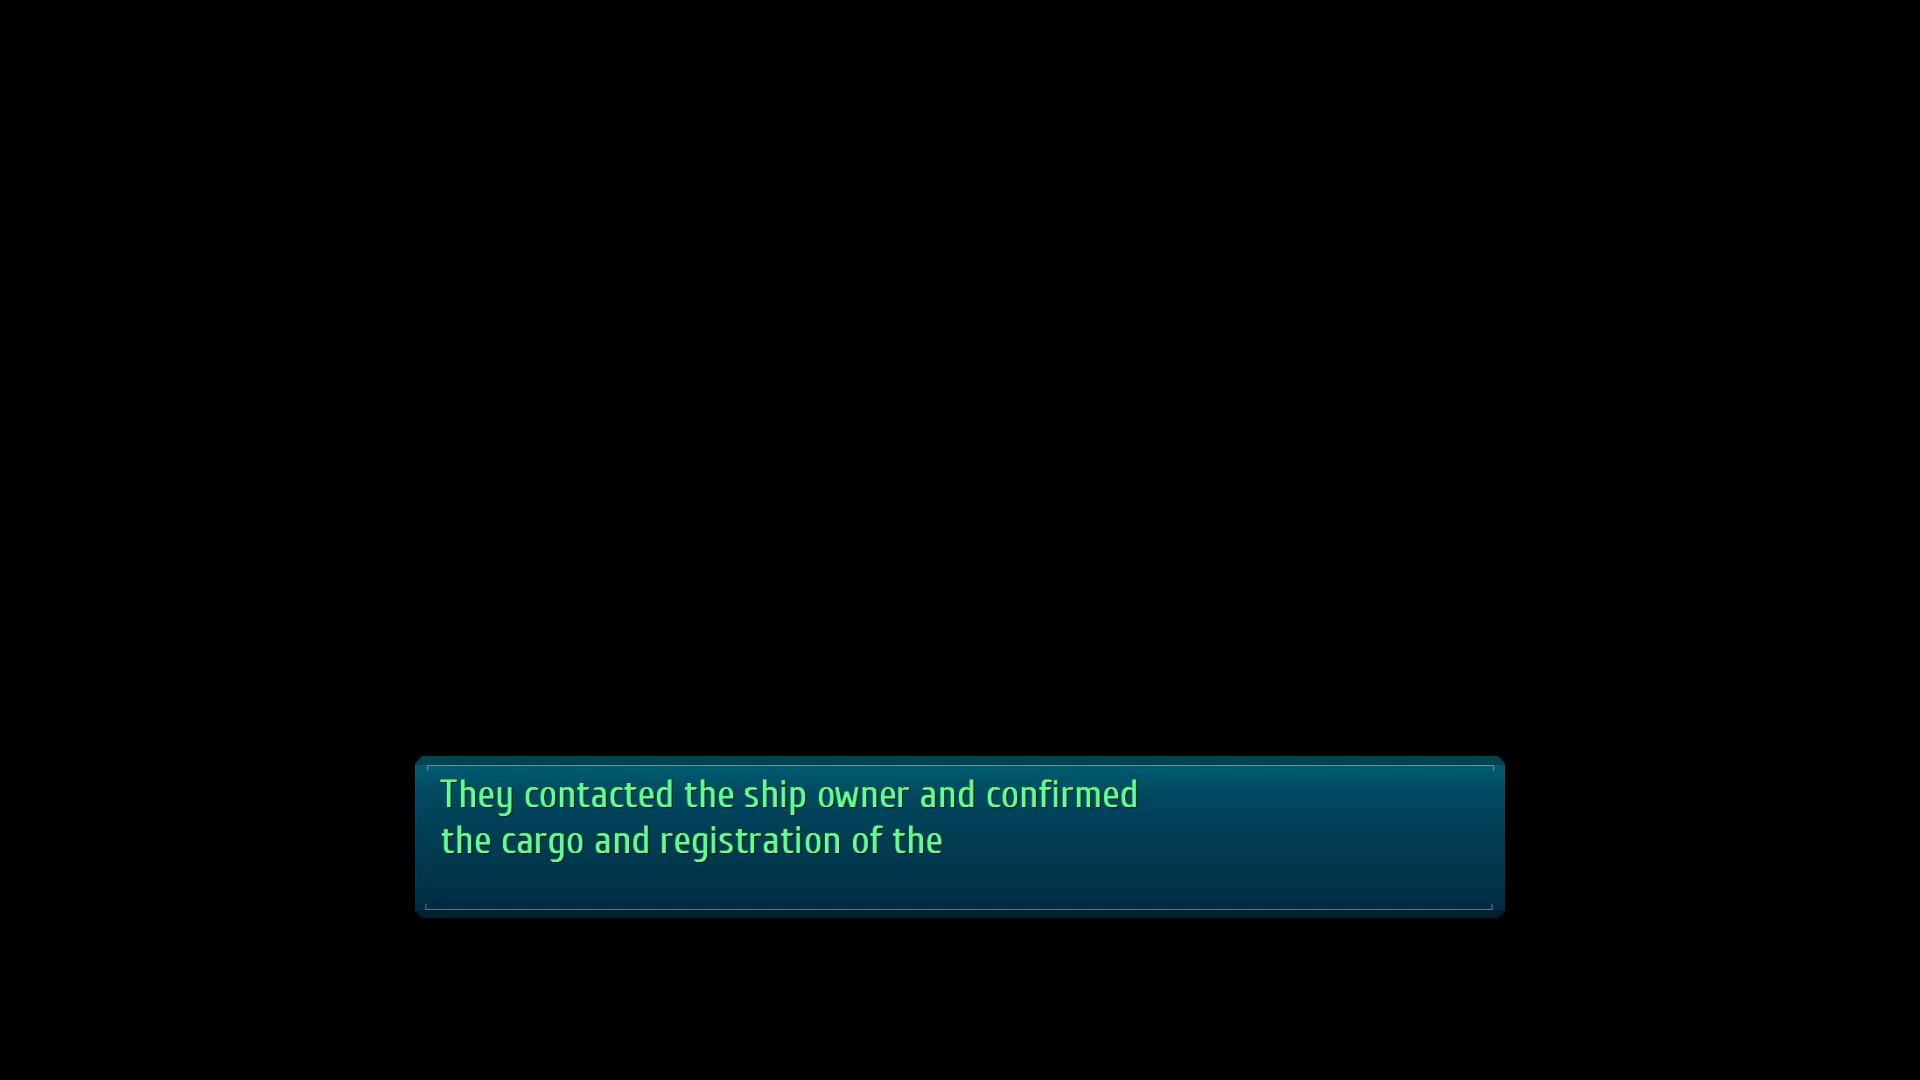 They contacted the ship owner and confirmed
the cargo and registration of the